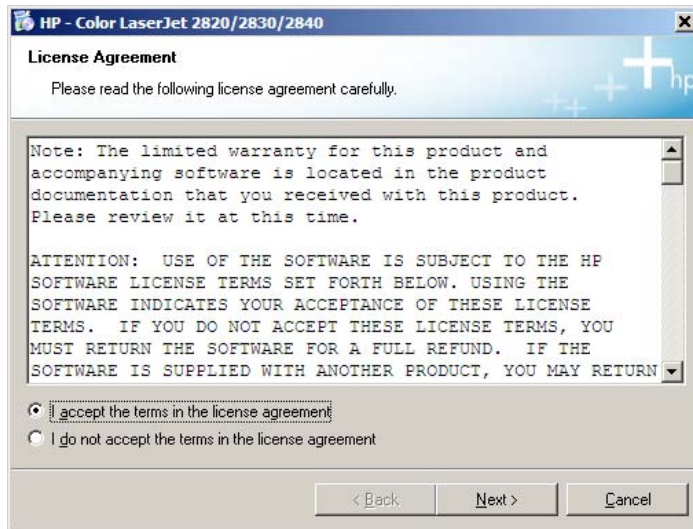 HP - Color LaserJet 2820/2830/2840
License Agreement
Please read the following license agreement carefully.
hp
Note: The limited warranty for this product and
accompanying software is located in the product
documentation that you received with this product.
Please review it at this time.
ATTENTION:  USE OF THE SOFTWARE IS SUBJECT TO THE HP
SOFTWARE LICENSE TERMS SET FORTH BELOW. USING THE
SOFTWARE INDICATES YOUR ACCEPTANCE OF THESE LICENSE
TERMS.  IF YOU DO NOT ACCEPT THESE LICENSE TERMS, YOU
MUST RETURN THE SOFTWARE FOR A FULL REFUND.  IF THE
SOFTWARE IS SUPPLIED WITH ANOTHER PRODUCT, YOU MAY RETURN
I accept the terms in the license agreement
I do not accept the terms in the license agreement
< Back
Next >
Cancel